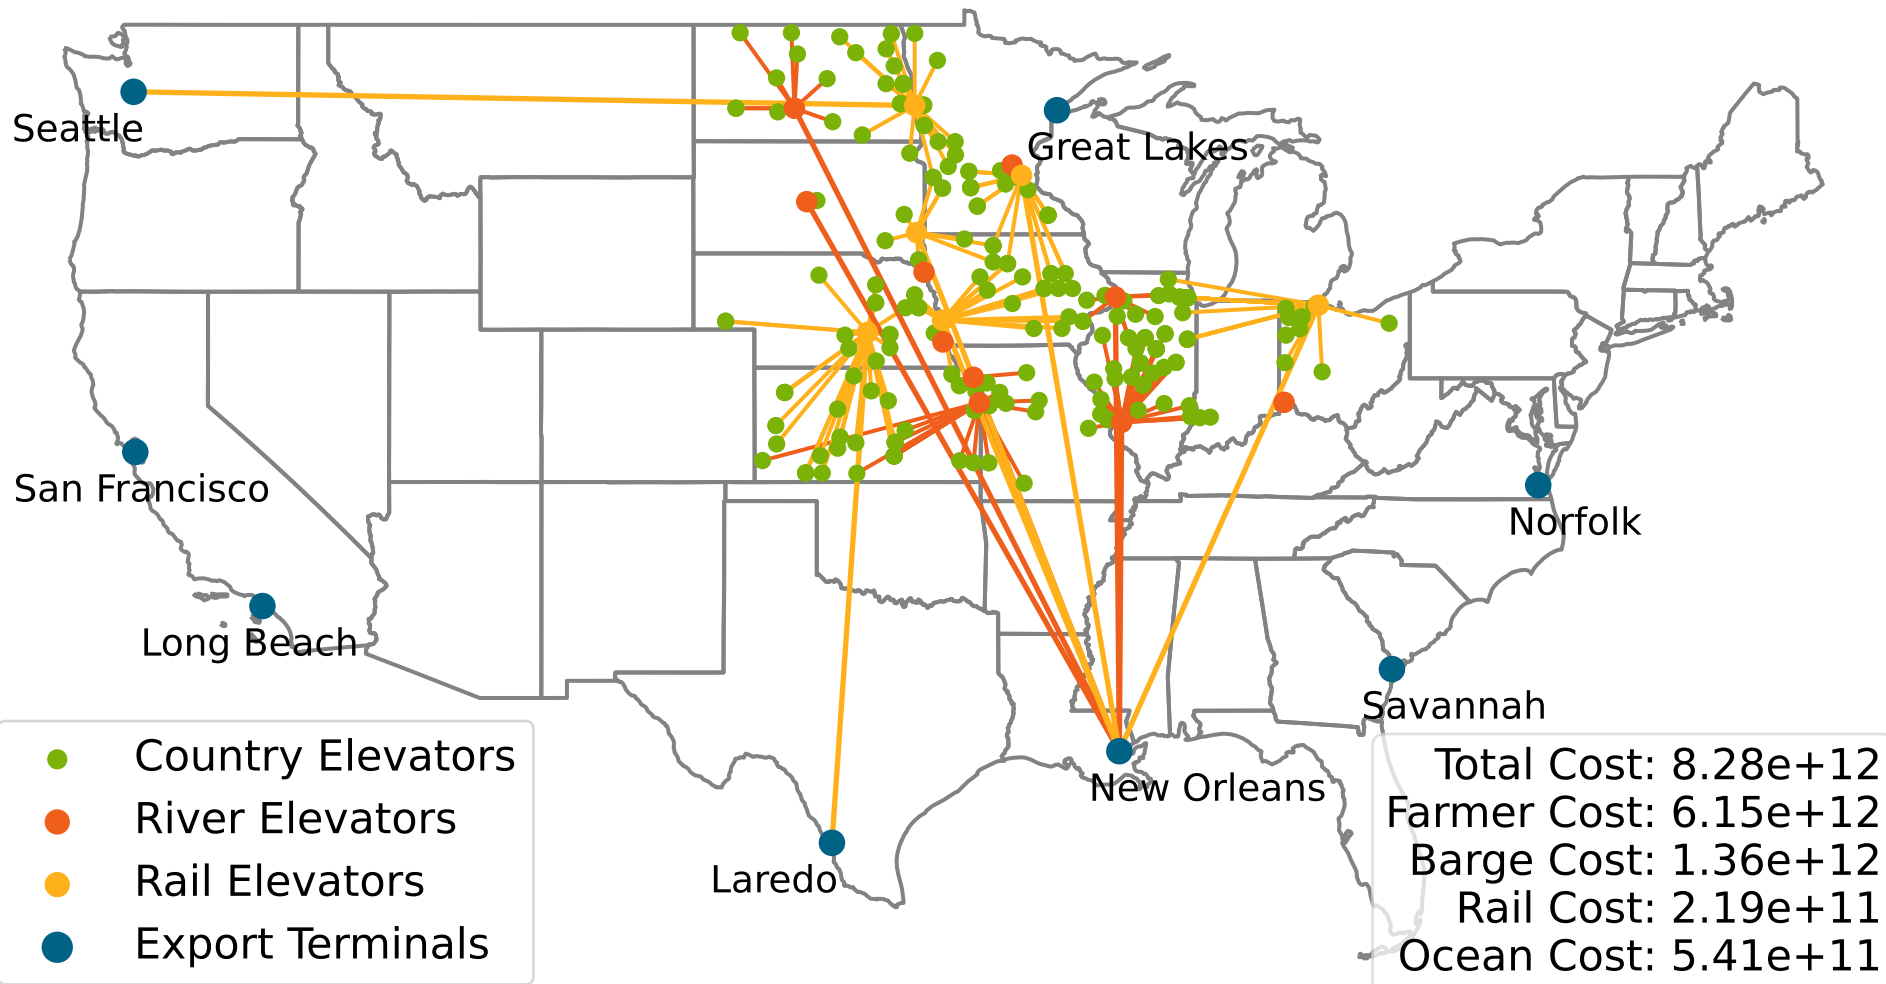 Seattle
Great Lakes
San Francisco
Norfolk
Long Beach
Savannah
New Orleans
Laredo
Country Elevators
River Elevators
Rail Elevators
Export Terminals
Total Cost: 8.28e+12
Farmer Cost: 6.15e+12
Barge Cost: 1.36e+12
Rail Cost: 2.19e+11
Ocean Cost: 5.41e+11